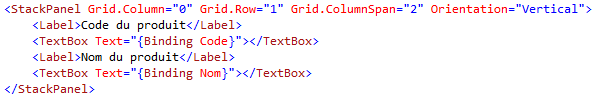 <StackPanel Grid.Column="0" Grid.Row="1" Grid.ColumnSpan="2" Orientation="Vertical">
    <Label>Code du produit</Label>
    <TextBox Text="{Binding Code}"></TextBox>
    <Label>Nom du produit</Label>
    <TextBox Text="{Binding Nom}"></TextBox>
</StackPanel>